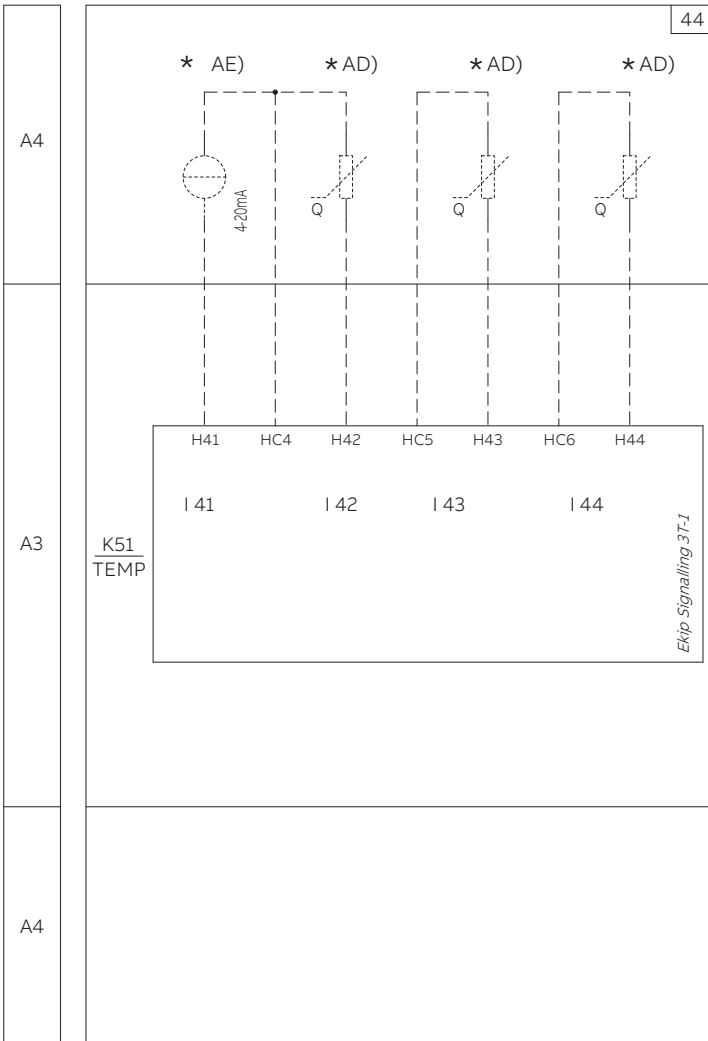 44
* AE)
* AD)
* AD)
* AD)
A4
4-20mA
Q
Q
Q
H41 HC4 H42 HC5 H43 HC6 H44
I 41 I 42 I 43 I 44
A3
K51
TEMP
Ekip Signalling 3T-1
A4